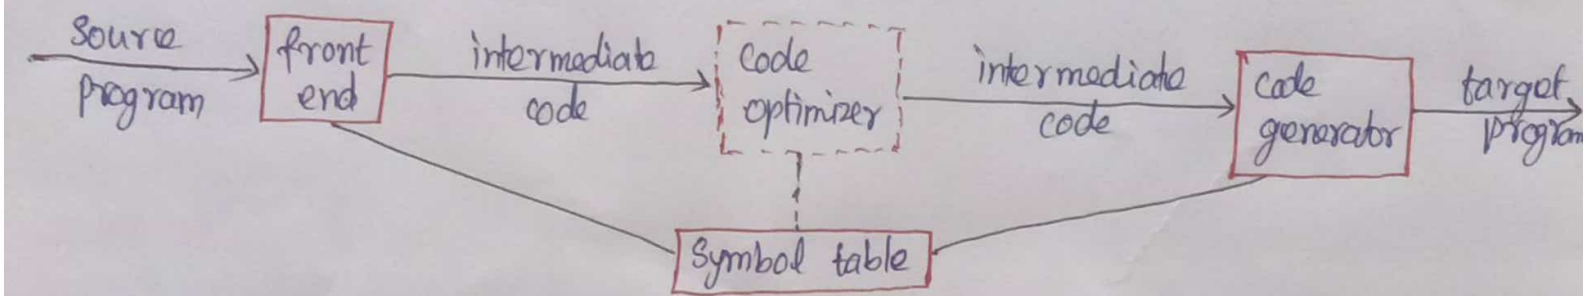 Source
program
front
end
intermediate
code
Code
optimizer
intermediate
code
Code
generator
target
program
Symbol table